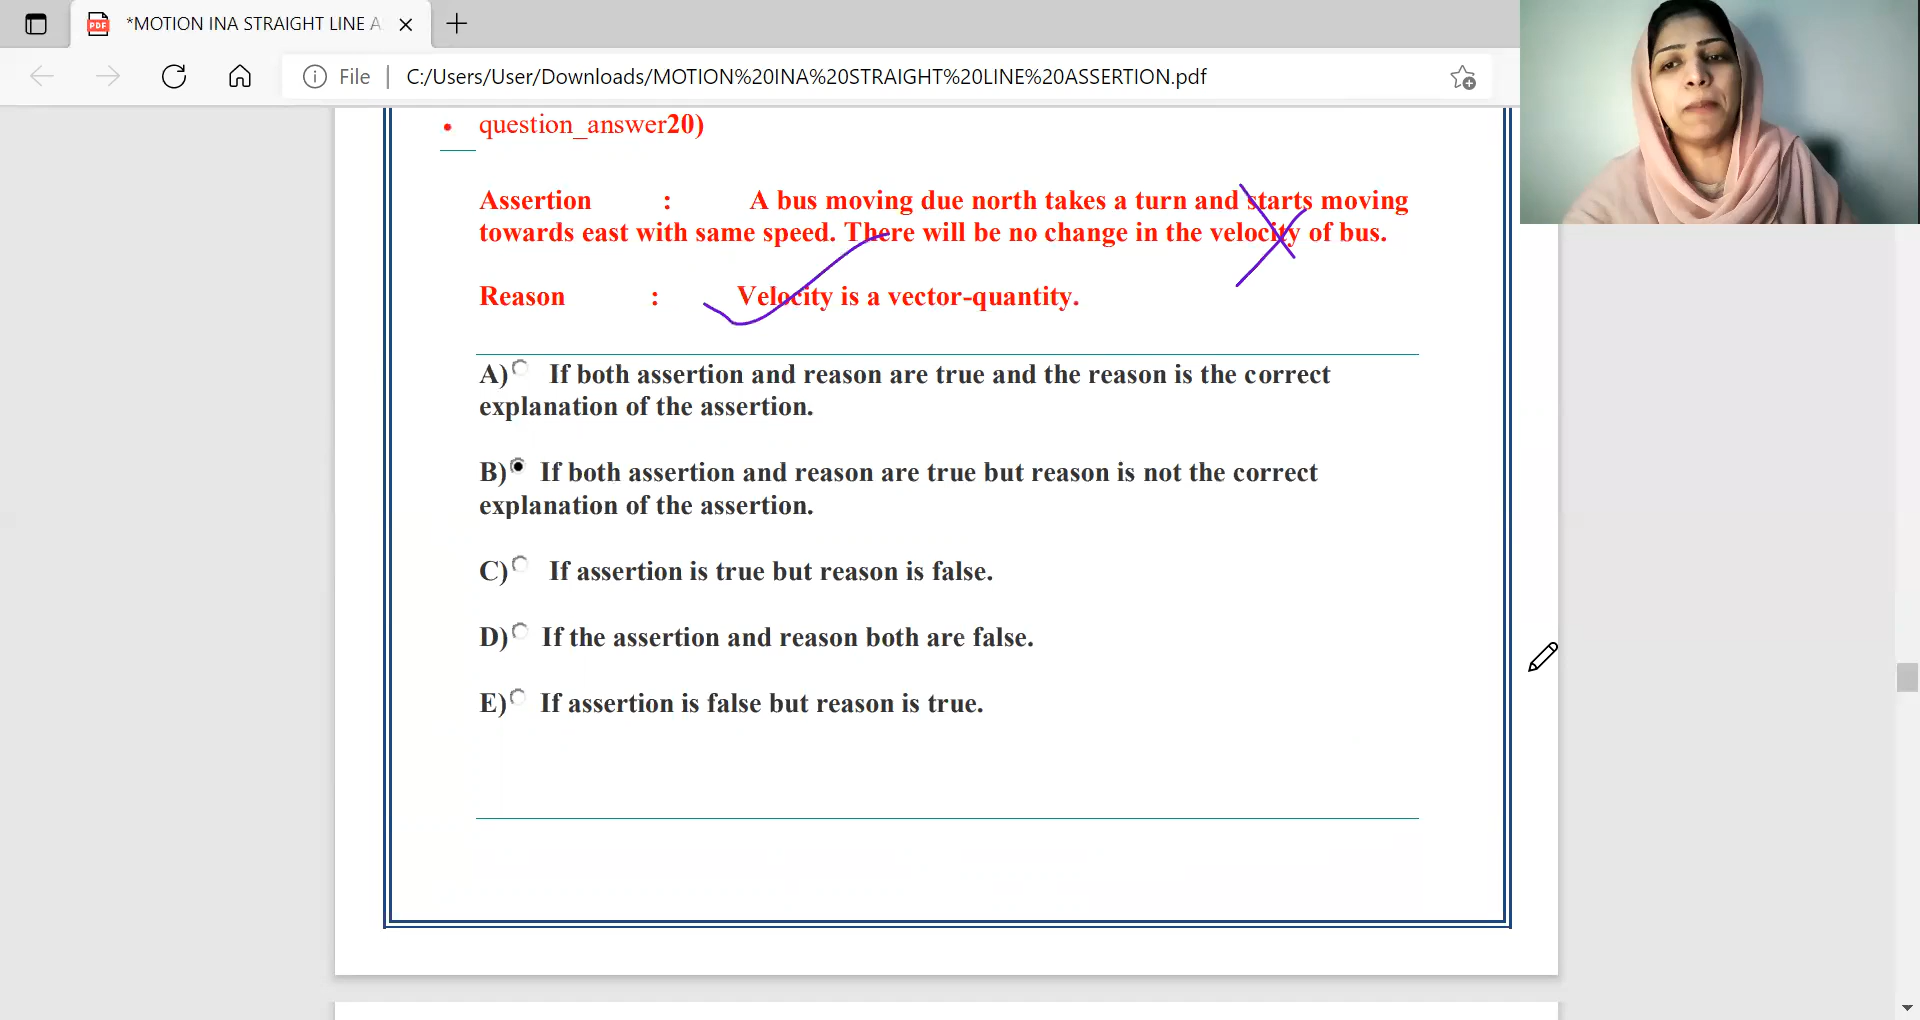 *MOTION INA STRAIGHT LINE A
File
C:/Users/User/Downloads/MOTION%20INA%20STRAIGHT%20LINE%20ASSERTION.pdf
• question_answer20)
Assertion : A bus moving due north takes a turn and starts moving
towards east with same speed. There will be no change in the velocity of bus.
Reason : Velocity is a vector-quantity.
A) If both assertion and reason are true and the reason is the correct
explanation of the assertion.
B) If both assertion and reason are true but reason is not the correct
explanation of the assertion.
C) If assertion is true but reason is false.
D) If the assertion and reason both are false.
E) If assertion is false but reason is true.